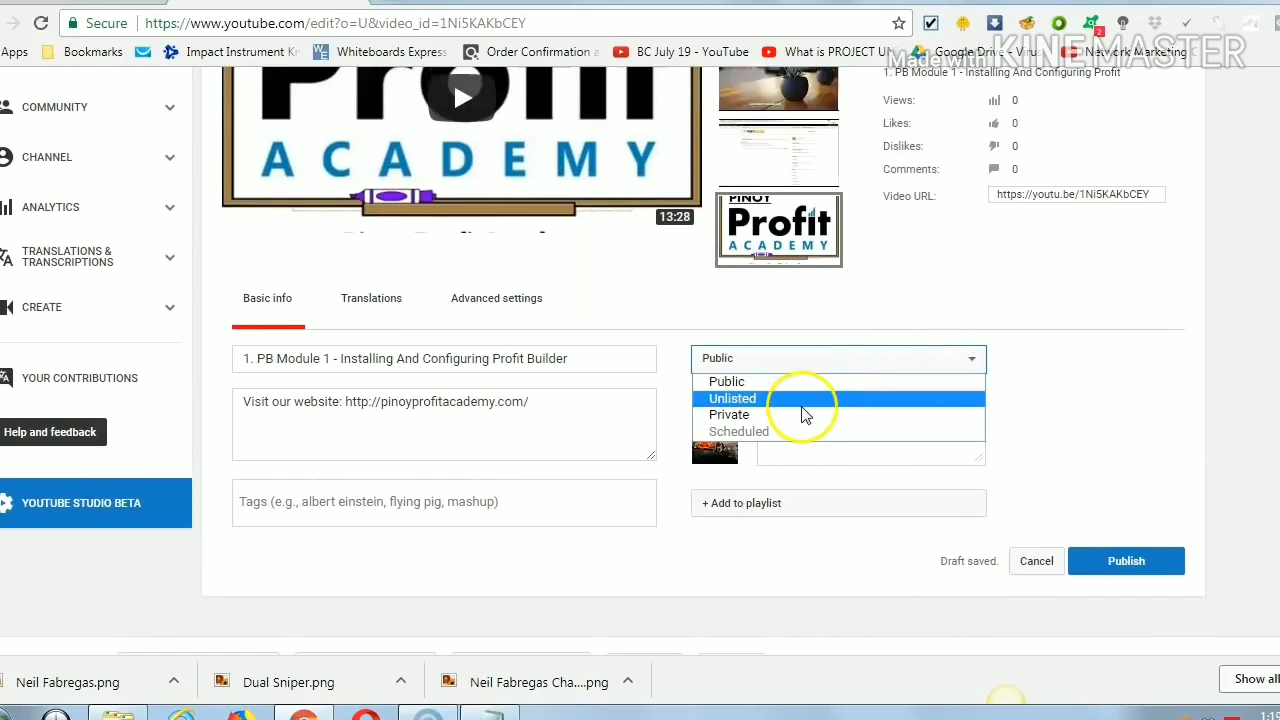 Secure https://www.youtube.com/edit?o=U&video_id=1Ni5KAKbCEY
2
Apps Bookmarks Impact Instrument Whiteboards Express Order Confirmation BC July 19 - YouTube What is PROJECT U Google Drive - Virus Network Marketing
Made with KINEMASTER
Profit
ACADEMY
13:28
PINOY
Profit
ACADEMY
1. PB Module 1 - Installing And Configuring Profit
Views: 0
Likes: 0
Dislikes: 0
Comments: 0
Video URL: https://youtu.be/1Ni5KAKbCEY
COMMUNITY
CHANNEL
ANALYTICS
TRANSLATIONS &
TRANSCRIPTIONS
CREATE
YOUR CONTRIBUTIONS
Help and feedback
YOUTUBE STUDIO BETA
Basic info Translations Advanced settings
1. PB Module 1 - Installing And Configuring Profit Builder
Visit our website: http://pinoyprofitacademy.com/
Tags (e.g., albert einstein, flying pig, mashup)
Public
Public
Unlisted
Private
Scheduled
+ Add to playlist
Draft saved. Cancel Publish
Neil Fabregas.png Dual Sniper.png Neil Fabregas Cha....png Show all